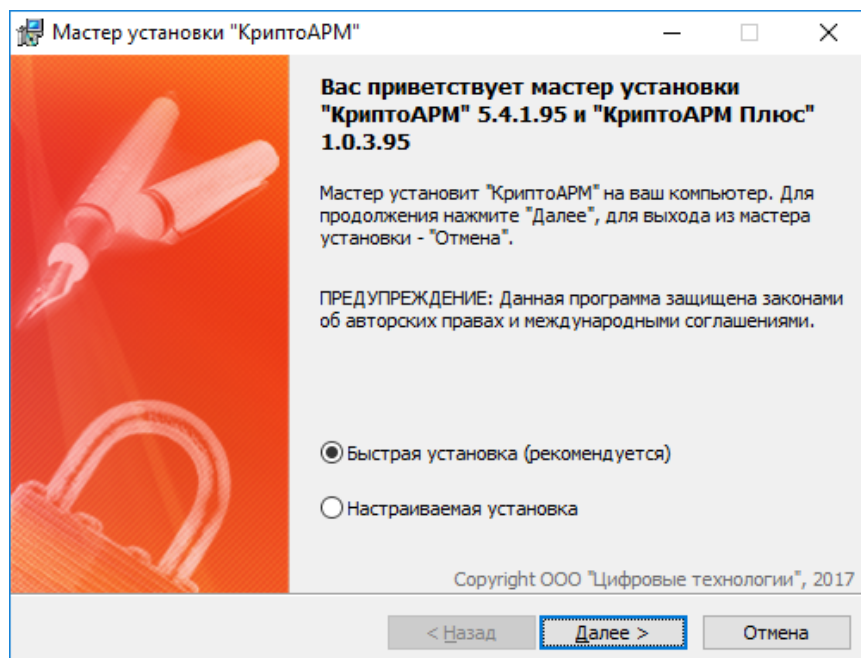 Мастер установки "КриптоАРМ"
Вас приветствует мастер установки
"КриптоАРМ" 5.4.1.95 и "КриптоАРМ Плюс"
1.0.3.95
Мастер установит "КриптоАРМ" на ваш компьютер. Для
продолжения нажмите "Далее", для выхода из мастера
установки - "Отмена".
ПРЕДУПРЕЖДЕНИЕ: Данная программа защищена законами
об авторских правах и международными соглашениями.
Быстрая установка (рекомендуется)
Настраиваемая установка
Copyright ООО "Цифровые технологии", 2017
< Назад
Далее >
Отмена